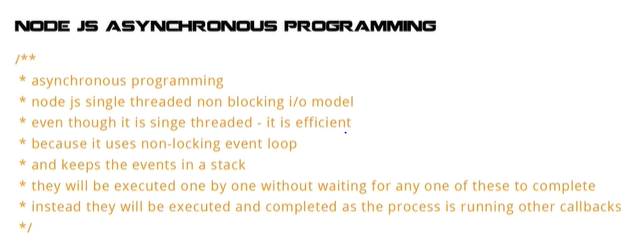 NODE JS ASYNCHRONOUS PROGRAMMING
/**
* asynchronous programming
* node js single threaded non blocking i/o model
* even though it is singe threaded - it is efficient
* because it uses non-locking event loop
* and keeps the events in a stack
* they will be executed one by one without waiting for any one of these to complete
* instead they will be executed and completed as the process is running other callbacks
*/